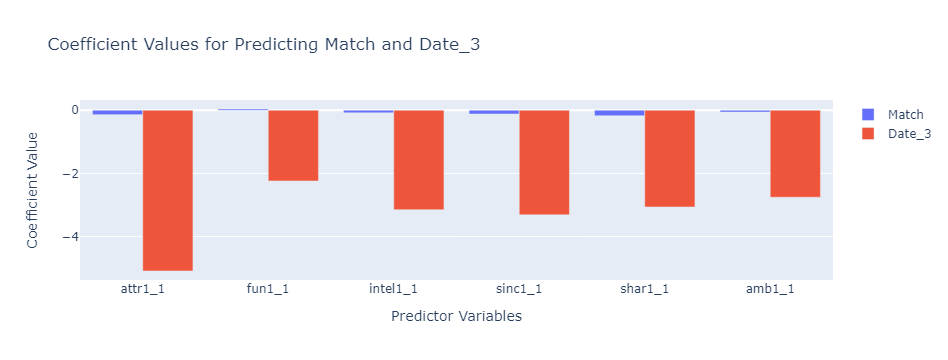 Coefficient Values for Predicting Match and Date_3
Match
Date_3
Coefficient Value
0
−2
−4
attr1_1
fun1_1
intel1_1
sinc1_1
shar1_1
amb1_1
Predictor Variables